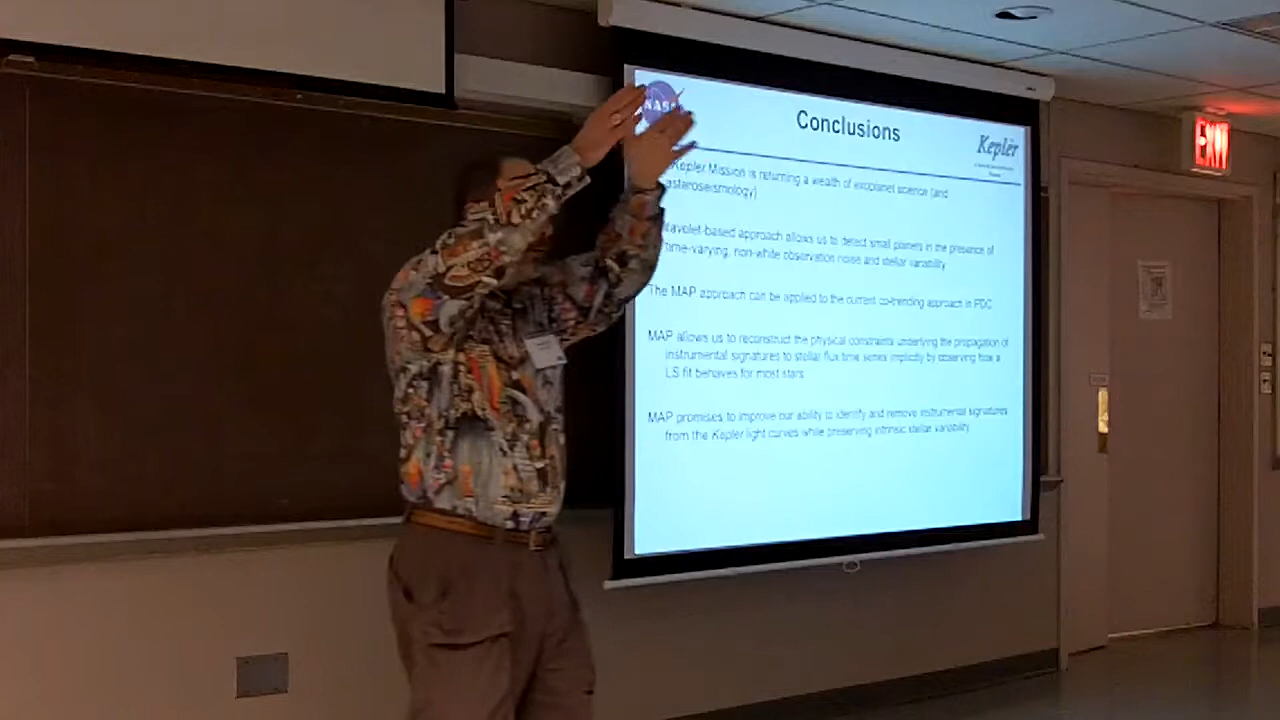 NASA
Conclusions
Kepler
Kepler Mission is returning a wealth of exoplanet science (and
asteroseismology)
Wavelet-based approach allows us to detect small planets in the presence of
time-varying, non-white observation noise and stellar variability
The MAP approach can be applied to the current co-trending approach in PDC
MAP allows us to reconstruct the physical constraints underlying the propagation of
instrumental signatures to stellar flux time series implicitly by observing how a
LS fit behaves for most stars
MAP promises to improve our ability to identify and remove instrumental signatures
from the Kepler light curves while preserving intrinsic stellar variability